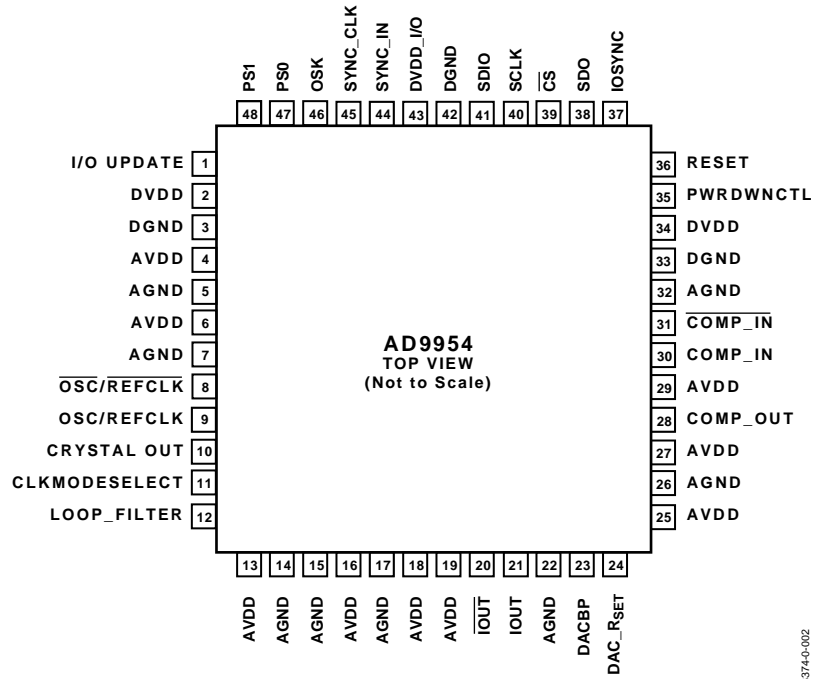 PS1
PS0
OSK
SYNC_CLK
SYNC_IN
DVDD_I/O
DGND
SDIO
SCLK
CS
SDO
IOSYNC
48 47 46 45 44 43 42 41 40 39 38 37
I/O UPDATE 1
DVDD 2
DGND 3
AVDD 4
AGND 5
AVDD 6
AGND 7
OSC/REFCLK 8
OSC/REFCLK 9
CRYSTAL OUT 10
CLKMODESELECT 11
LOOP_FILTER 12
AD9954
TOP VIEW
(Not to Scale)
36 RESET
35 PWRDWNCTL
34 DVDD
33 DGND
32 AGND
31 COMP_IN
30 COMP_IN
29 AVDD
28 COMP_OUT
27 AVDD
26 AGND
25 AVDD
13 14 15 16 17 18 19 20 21 22 23 24
AVDD
AGND
AGND
AVDD
AGND
AVDD
AVDD
IOUT
IOUT
AGND
DACBP
DAC_RSET
374-0-002